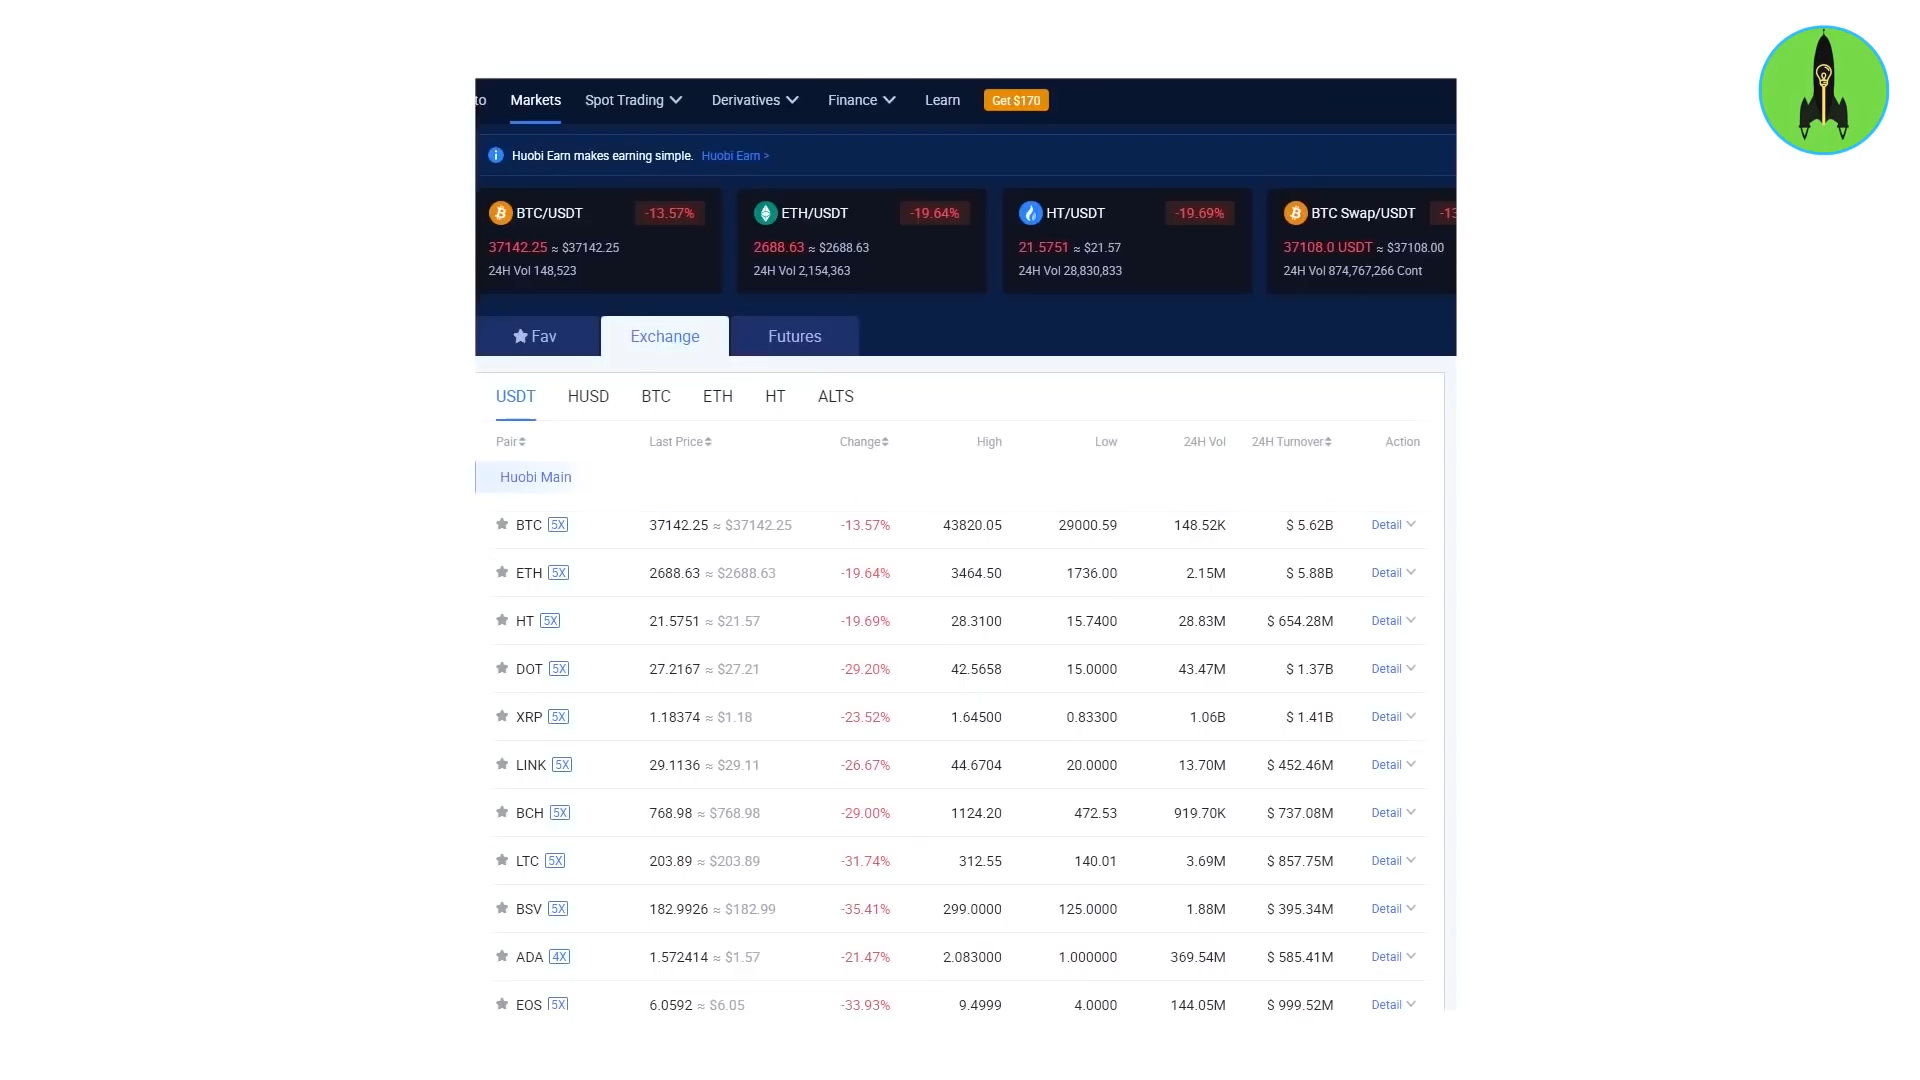 to Markets Spot Trading Derivatives Finance Learn Get $170
Huobi Earn makes earning simple. Huobi Earn >
BTC/USDT -13.57% ETH/USDT -19.64% HT/USDT -19.69% BTC Swap/USDT -13
37142.25 ≈ $37142.25 2688.63 ≈ $2688.63 21.5751 ≈ $21.57 37108.0 USDT ≈ $37108.00
24H Vol 148,523 24H Vol 2,154,363 24H Vol 28,830,833 24H Vol 874,767,266 Cont
Fav Exchange Futures
USDT HUSD BTC ETH HT ALTS
Pair Last Price Change High Low 24H Vol 24H Turnover Action
Huobi Main
BTC 5X 37142.25 ≈ $37142.25 -13.57% 43820.05 29000.59 148.52K $ 5.62B Detail
ETH 5X 2688.63 ≈ $2688.63 -19.64% 3464.50 1736.00 2.15M $ 5.88B Detail
HT 5X 21.5751 ≈ $21.57 -19.69% 28.3100 15.7400 28.83M $ 654.28M Detail
DOT 5X 27.2167 ≈ $27.21 -29.20% 42.5658 15.0000 43.47M $ 1.37B Detail
XRP 5X 1.18374 ≈ $1.18 -23.52% 1.64500 0.83300 1.06B $ 1.41B Detail
LINK 5X 29.1136 ≈ $29.11 -26.67% 44.6704 20.0000 13.70M $ 452.46M Detail
BCH 5X 768.98 ≈ $768.98 -29.00% 1124.20 472.53 919.70K $ 737.08M Detail
LTC 5X 203.89 ≈ $203.89 -31.74% 312.55 140.01 3.69M $ 857.75M Detail
BSV 5X 182.9926 ≈ $182.99 -35.41% 299.0000 125.0000 1.88M $ 395.34M Detail
ADA 4X 1.572414 ≈ $1.57 -21.47% 2.083000 1.000000 369.54M $ 585.41M Detail
EOS 5X 6.0592 ≈ $6.05 -33.93% 9.4999 4.0000 144.05M $ 999.52M Detail